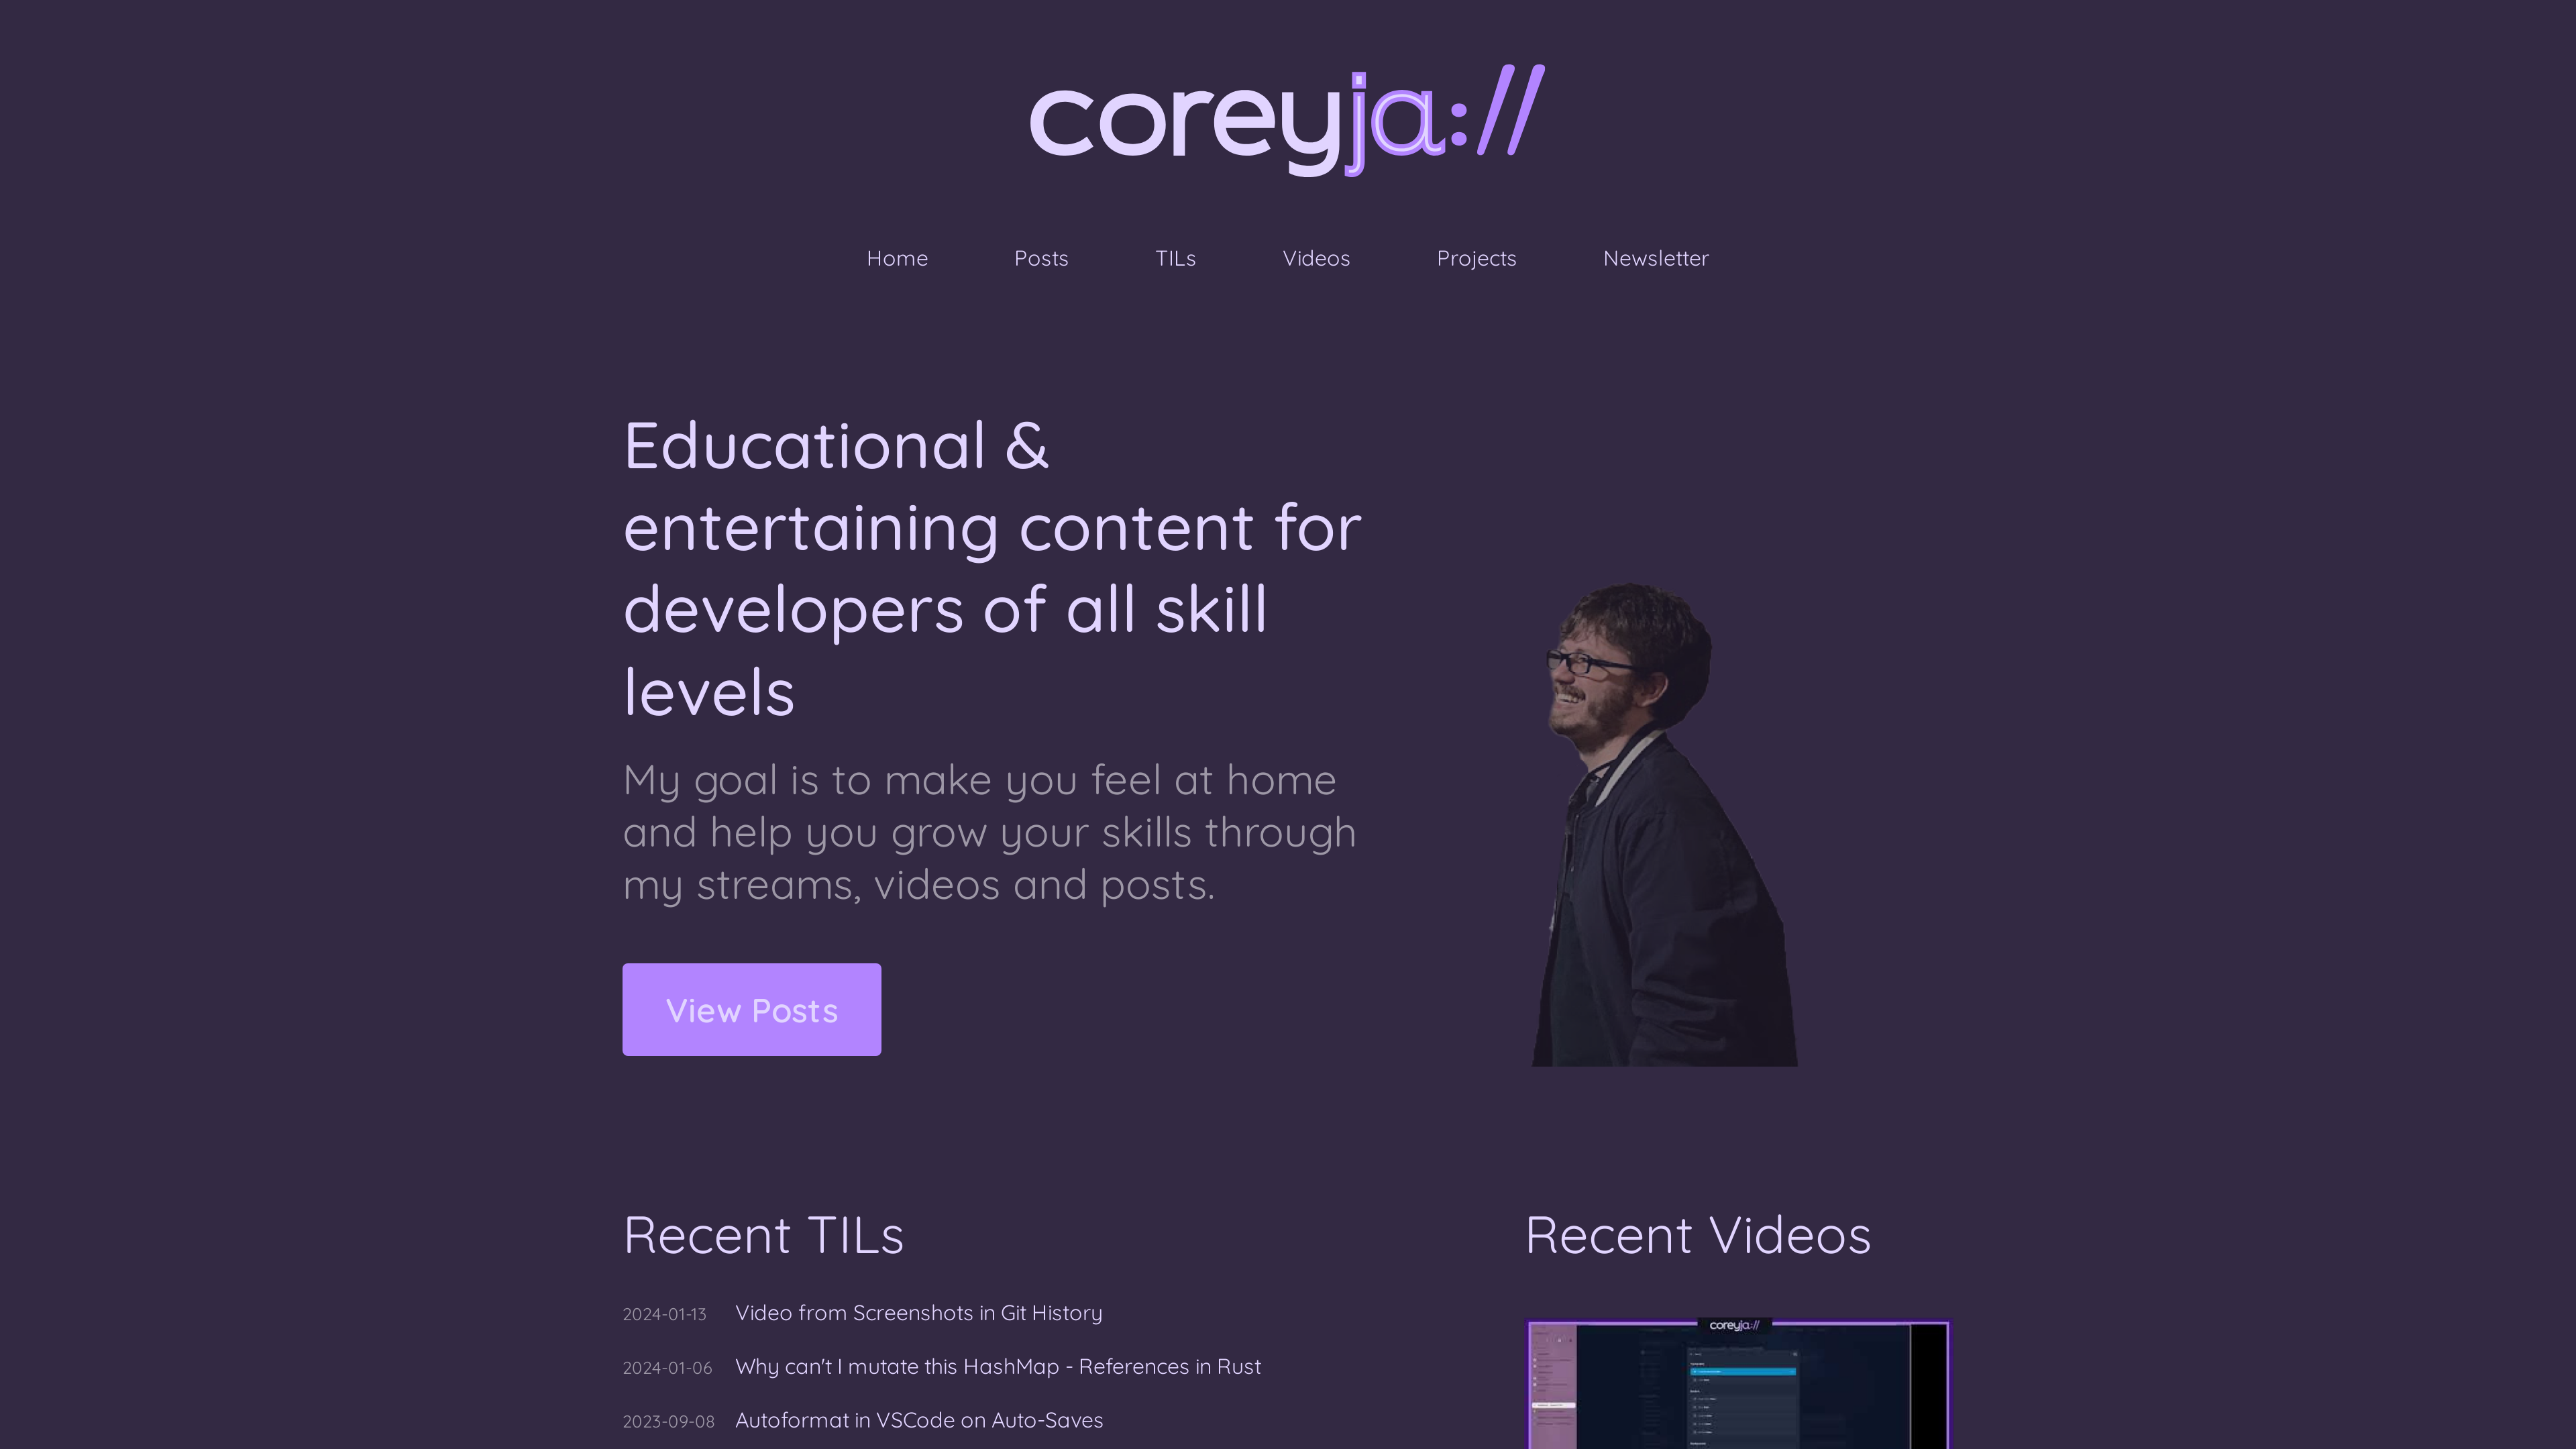 coreyja://
Home Posts TILs Videos Projects Newsletter
Educational &
entertaining content for
developers of all skill
levels
My goal is to make you feel at home
and help you grow your skills through
my streams, videos and posts.
View Posts
Recent TILs
2024-01-13 Video from Screenshots in Git History
2024-01-06 Why can't I mutate this HashMap - References in Rust
2023-09-08 Autoformat in VSCode on Auto-Saves
Recent Videos
coreyja://